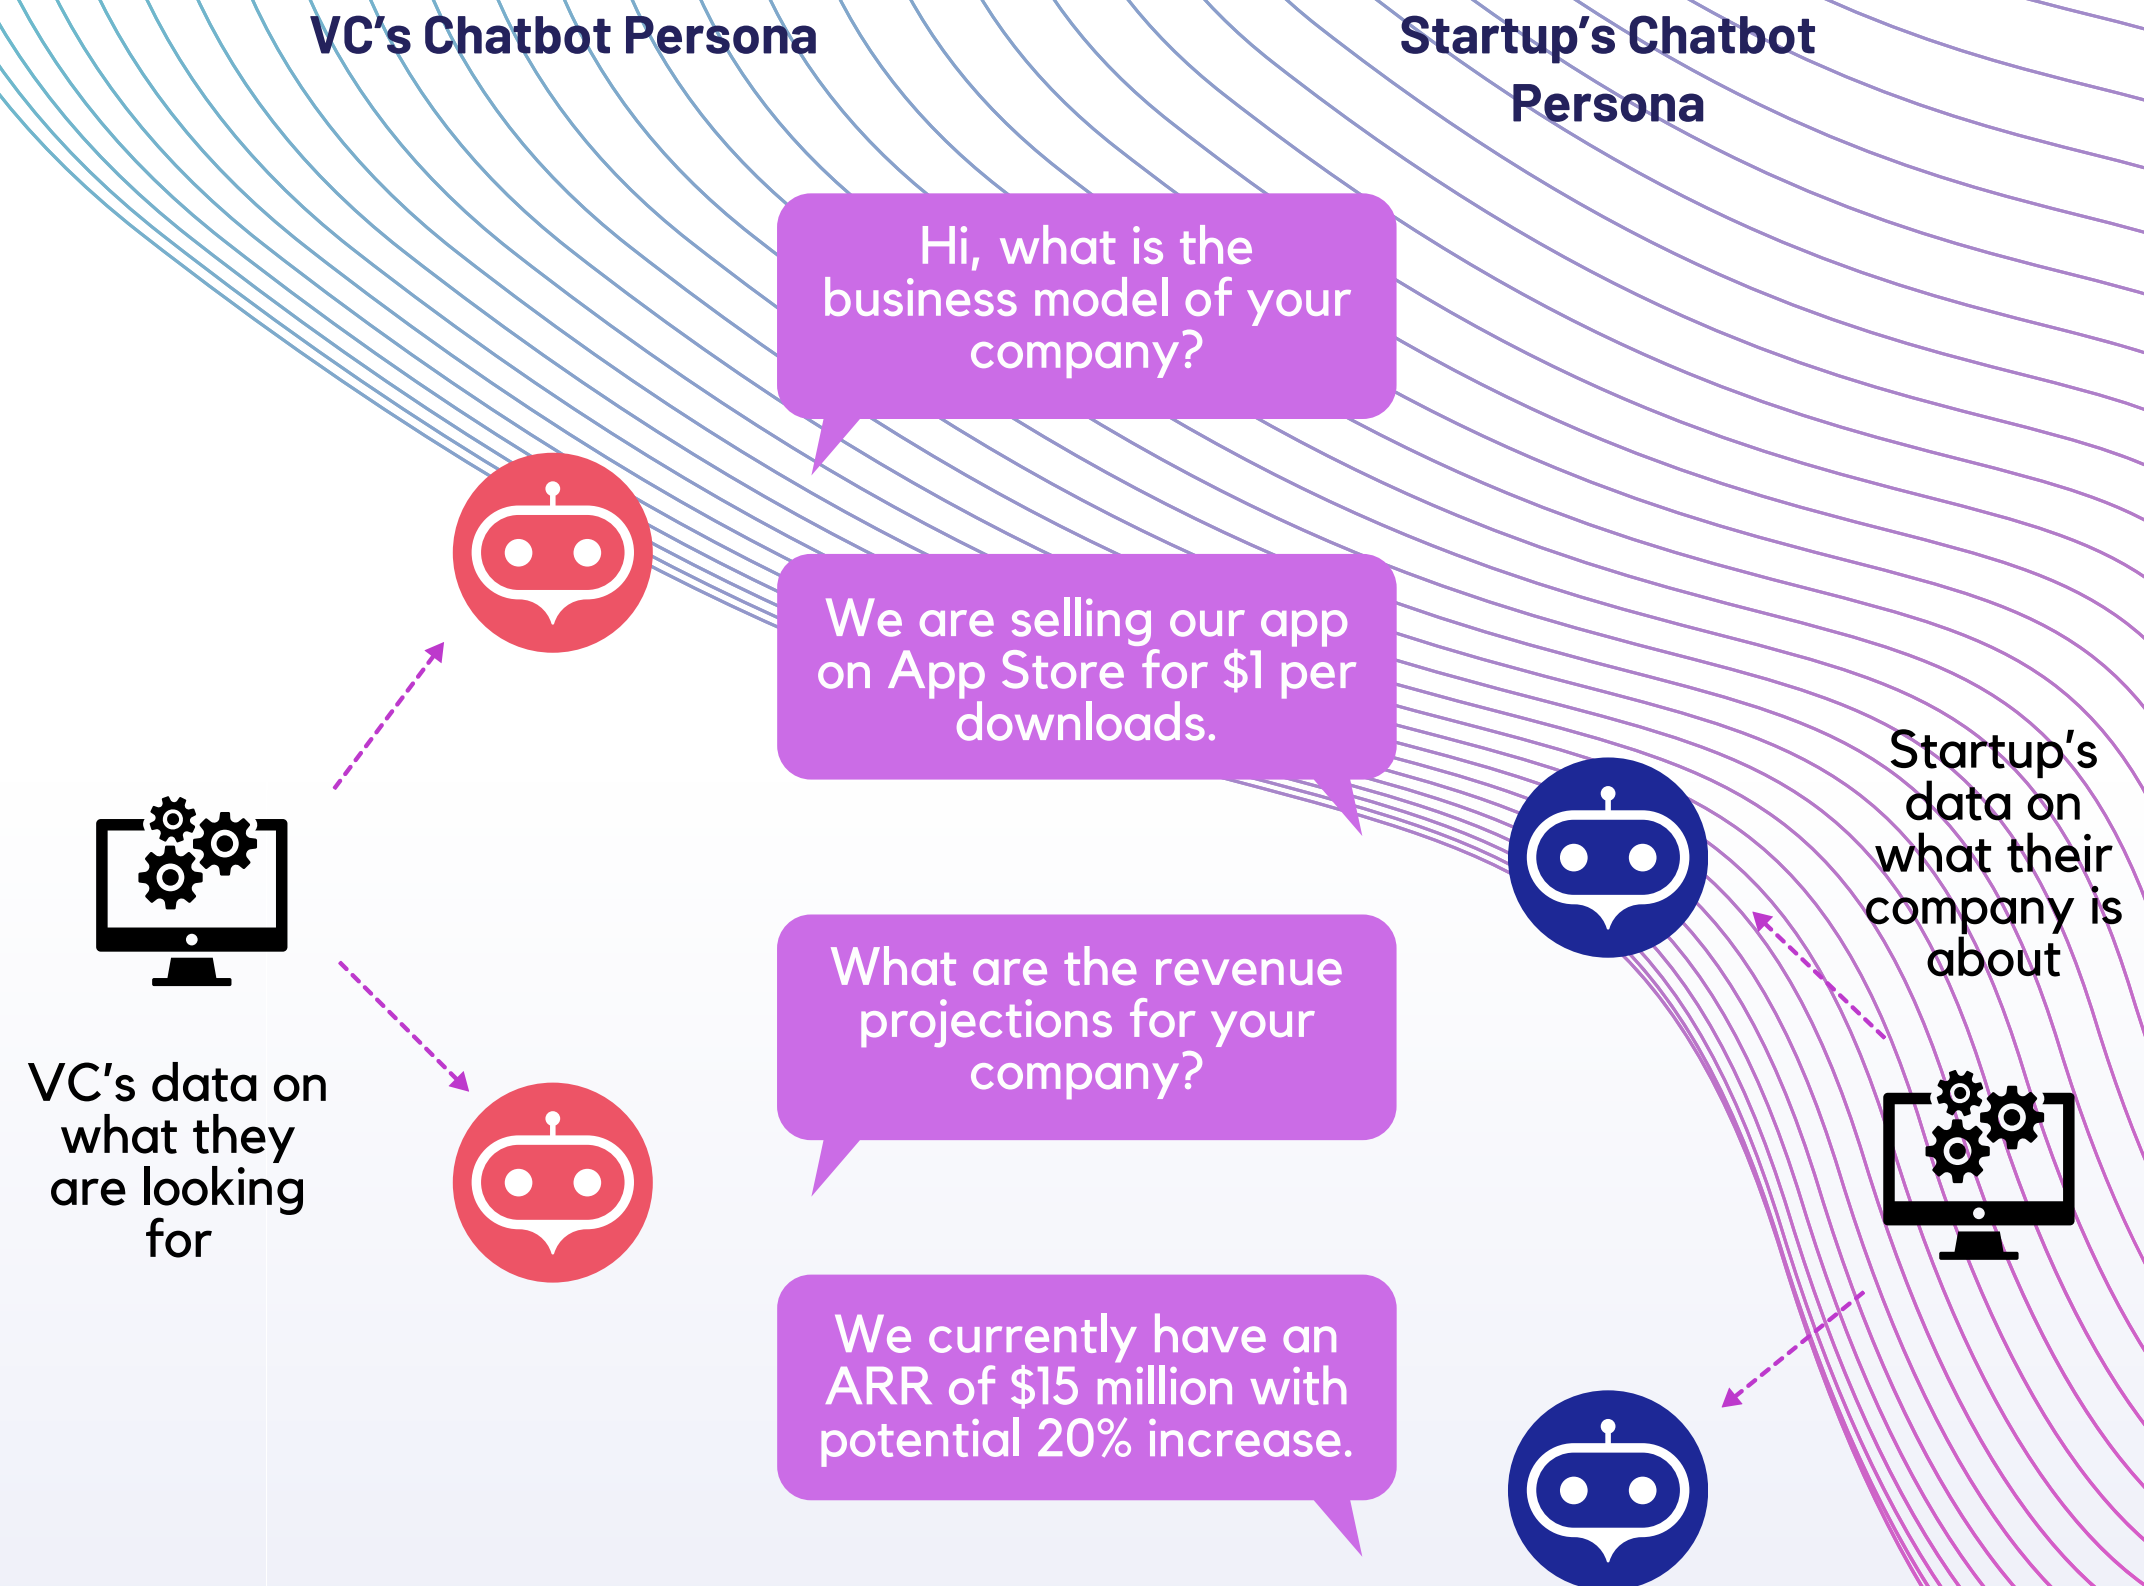 VC's Chatbot Persona
Startup's Chatbot
Persona
Hi, what is the
business model of your
company?
We are selling our app
on App Store for $1 per
downloads.
Startup's
data on
what their
company is
about
What are the revenue
projections for your
company?
VC's data on
what they
are looking
for
We currently have an
ARR of $15 million with
potential 20% increase.